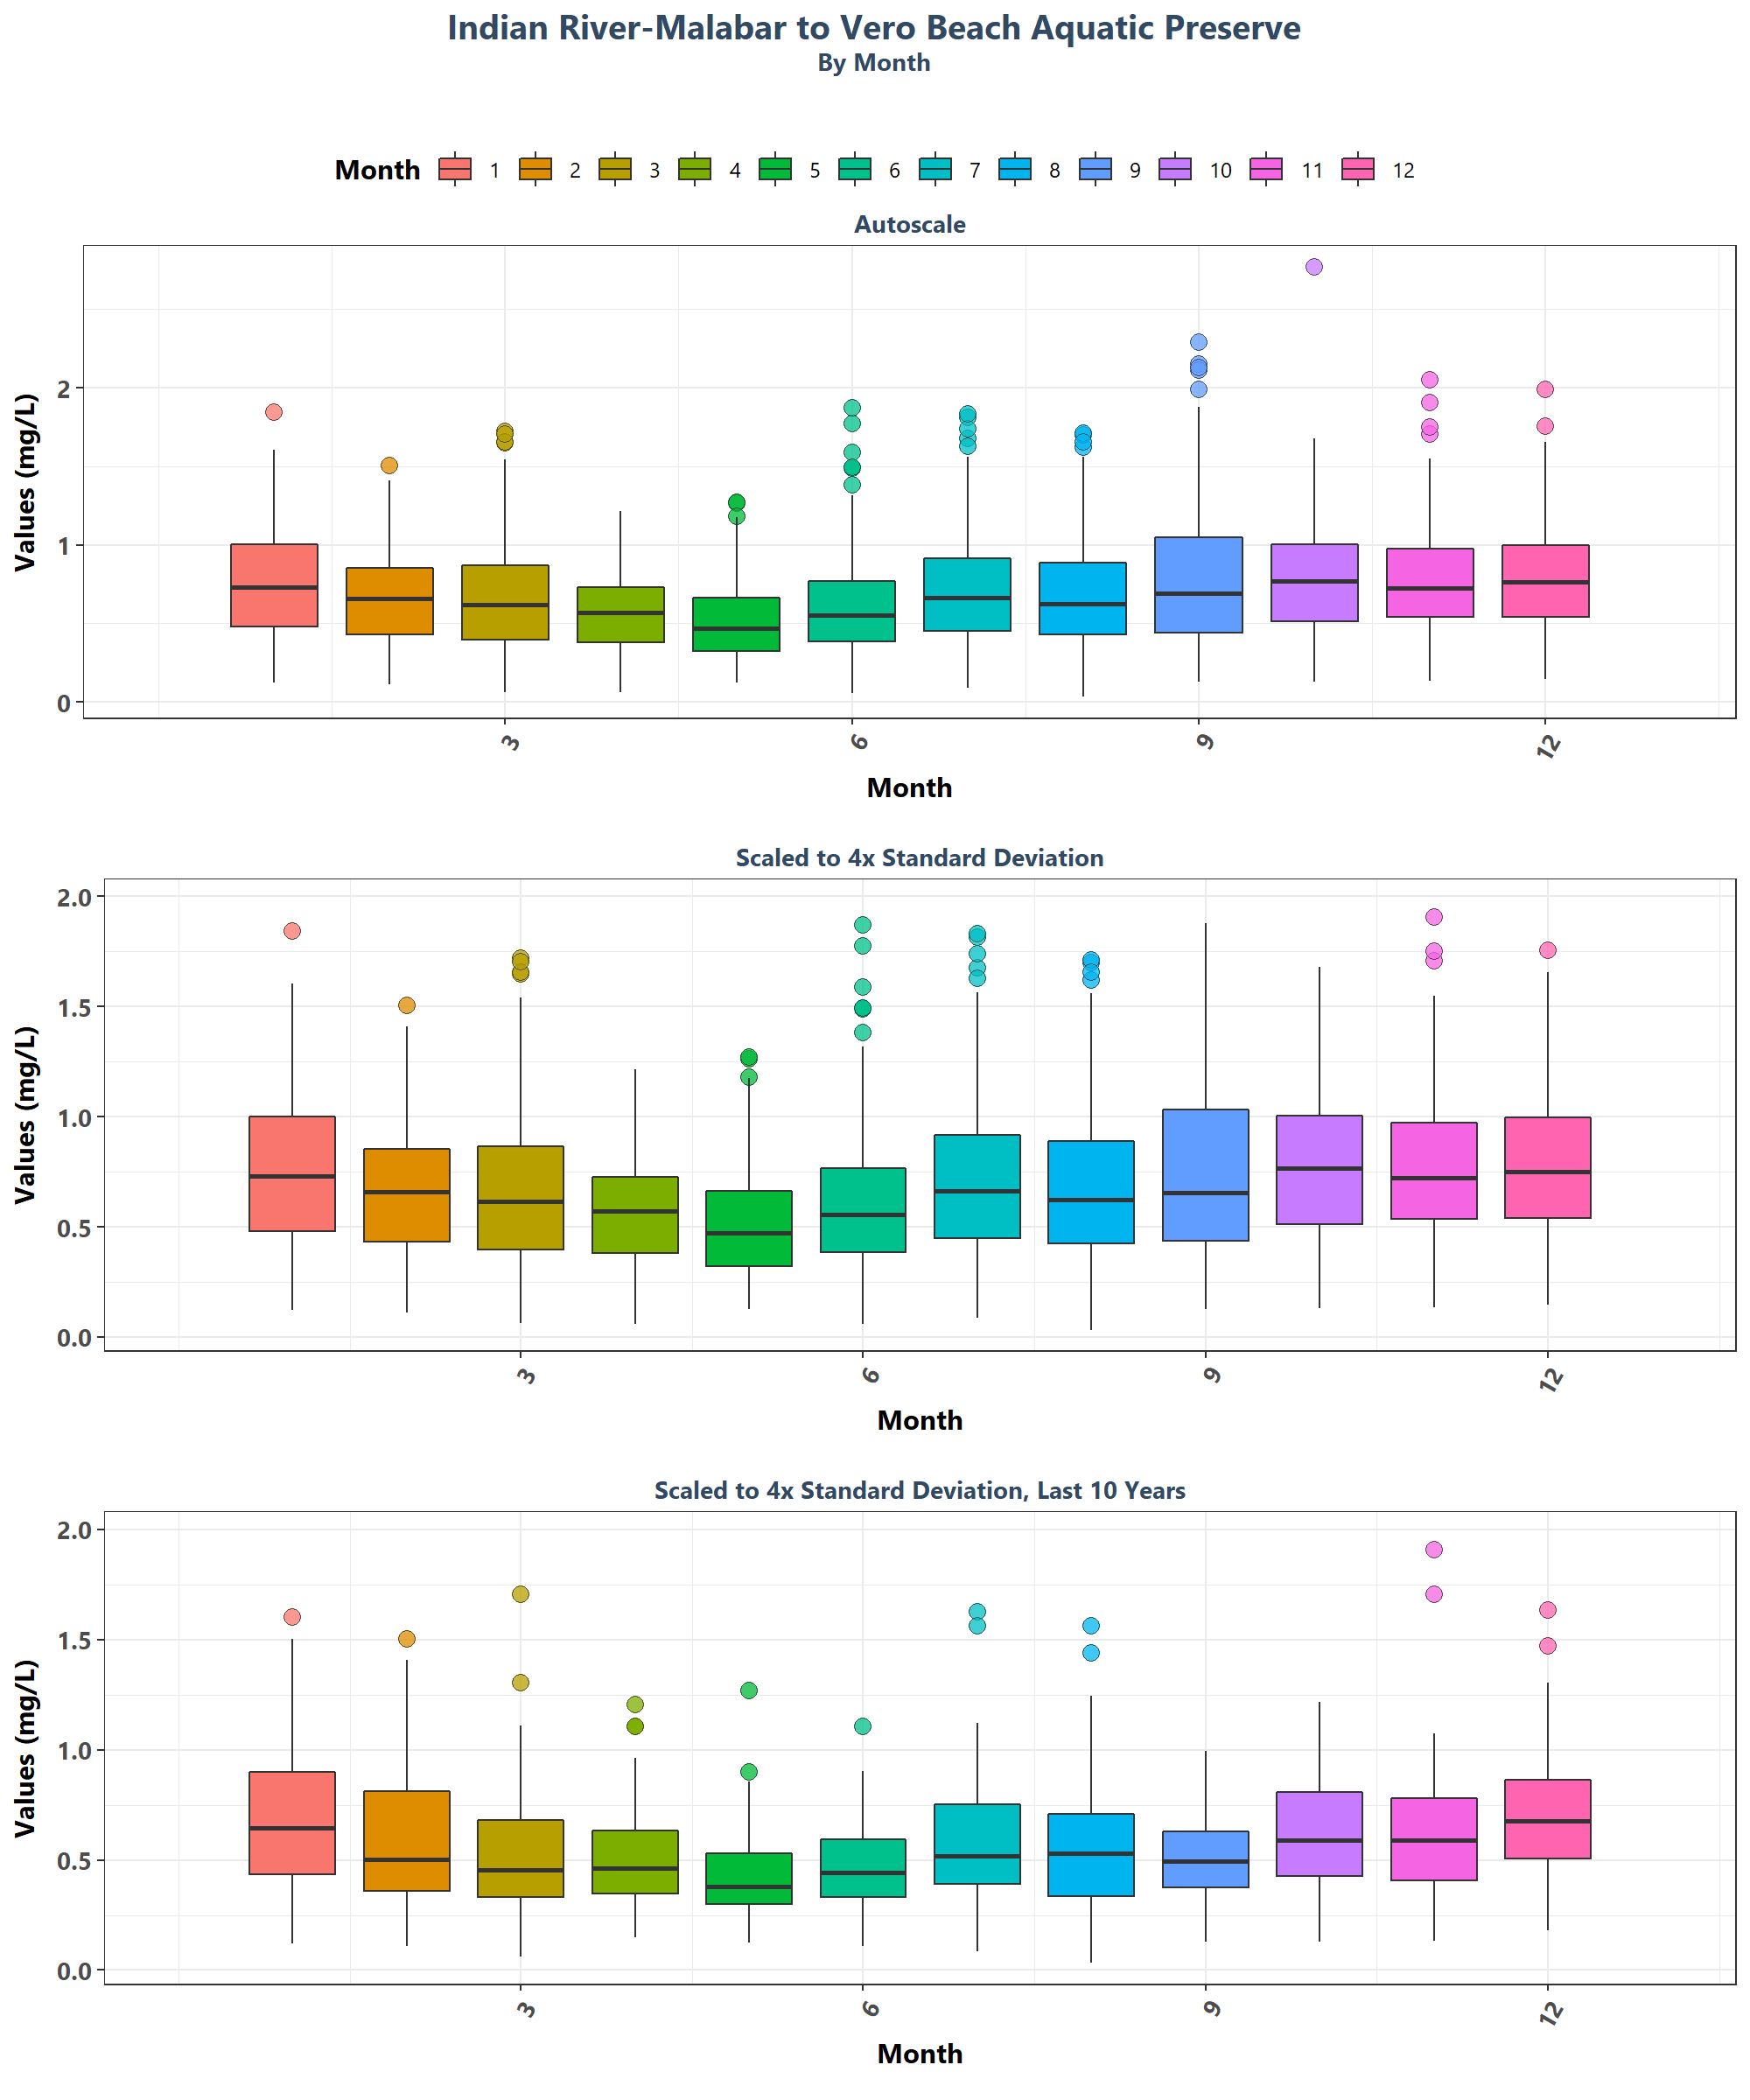 Indian River-Malabar to Vero Beach Aquatic Preserve
By Month
Month 1 2 3 4 5 6 7 8 9 10 11 12
Autoscale
Values (mg/L)
2
1
0
3 6 9 12
Month
Scaled to 4x Standard Deviation
Values (mg/L)
2.0
1.5
1.0
0.5
0.0
3 6 9 12
Month
Scaled to 4x Standard Deviation, Last 10 Years
Values (mg/L)
2.0
1.5
1.0
0.5
0.0
3 6 9 12
Month